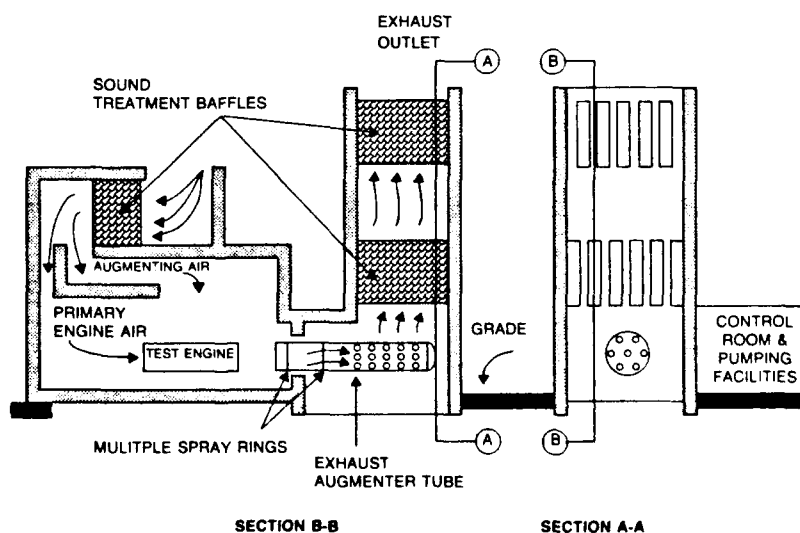 EXHAUST
OUTLET
A
B
SOUND
TREATMENT BAFFLES
AUGMENTING AIR
PRIMARY
ENGINE AIR
TEST ENGINE
GRADE
CONTROL
ROOM &
PUMPING
FACILITIES
MULITPLE SPRAY RINGS
EXHAUST
AUGMENTER TUBE
A
B
SECTION B-B
SECTION A-A